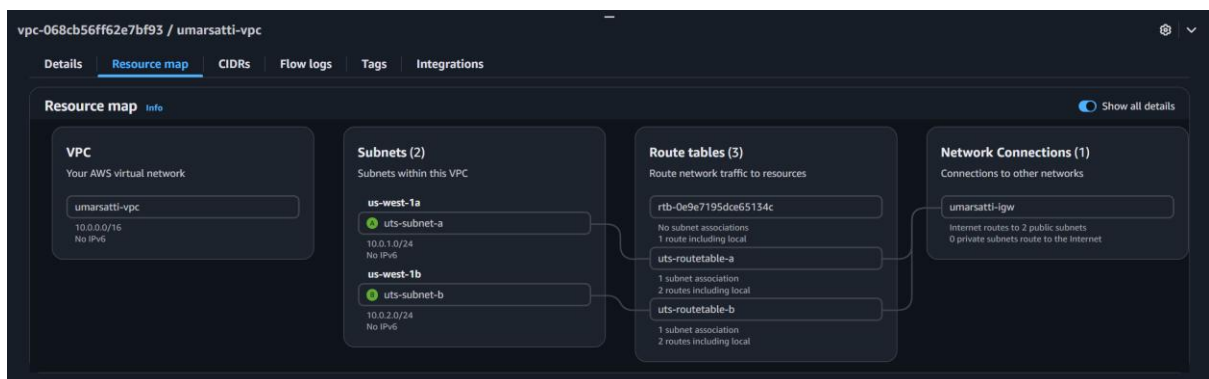 vpc-068cb56ff62e7bf93 / umarsatti-vpc
Details Resource map CIDRs Flow logs Tags Integrations
Resource map Info
Show all details
VPC
Your AWS virtual network
umarsatti-vpc
10.0.0.0/16
No IPv6
Subnets (2)
Subnets within this VPC
us-west-1a
A uts-subnet-a
10.0.1.0/24
No IPv6
us-west-1b
B uts-subnet-b
10.0.2.0/24
No IPv6
Route tables (3)
Route network traffic to resources
rtb-0e9e7195dce65134c
No subnet associations
1 route including local
uts-routetable-a
1 subnet association
2 routes including local
uts-routetable-b
1 subnet association
2 routes including local
Network Connections (1)
Connections to other networks
umarsatti-igw
Internet routes to 2 public subnets
0 private subnets route to the Internet